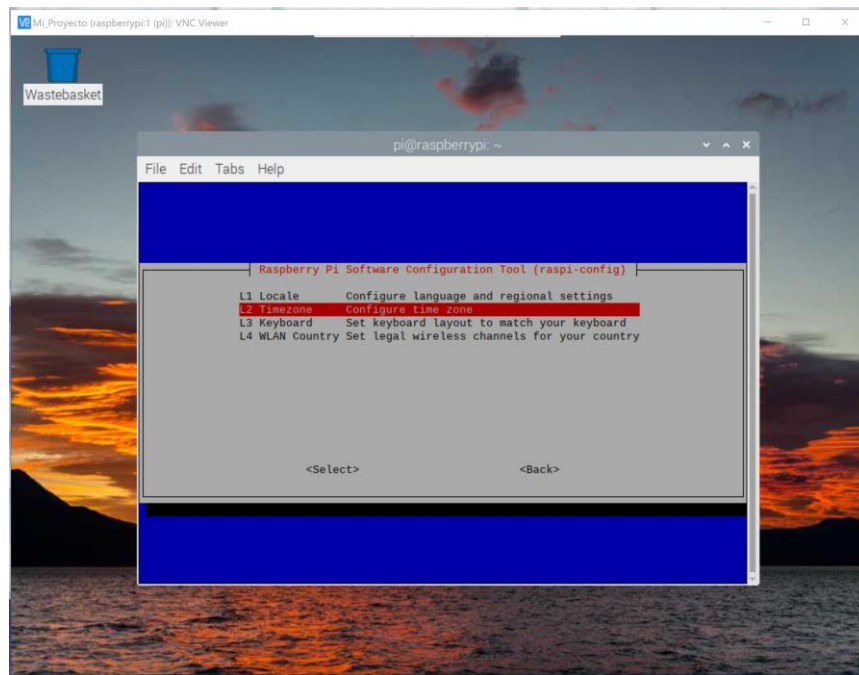 Mi_Proyecto (raspberrypi:1 (pi)): VNC Viewer
Wastebasket
pi@raspberrypi: ~
File Edit Tabs Help
Raspberry Pi Software Configuration Tool (raspi-config)
L1 Locale Configure language and regional settings
L2 Timezone Configure time zone
L3 Keyboard Set keyboard layout to match your keyboard
L4 WLAN Country Set legal wireless channels for your country
<Select> <Back>